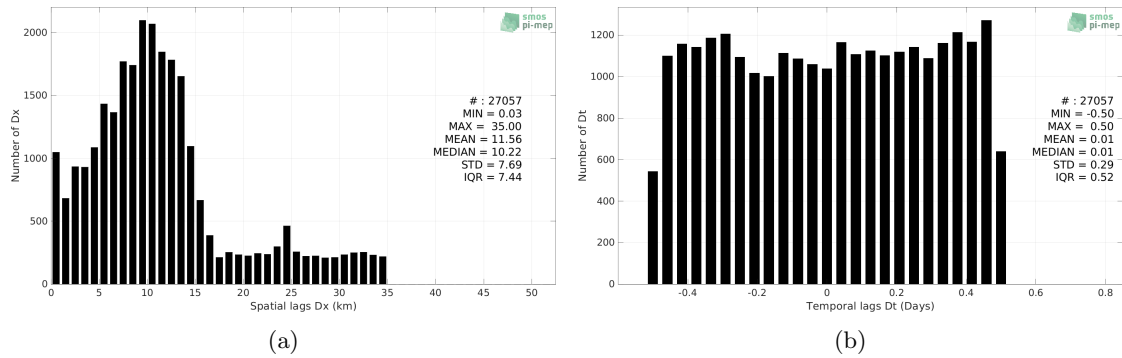 2000
1500
1000
500
0
0 5 10 15 20 25 30 35 40 45 50
Number of Dx
Spatial lags Dx (km)
smos
pi-mep
# : 27057
MIN = 0.03
MAX = 35.00
MEAN = 11.56
MEDIAN = 10.22
STD = 7.69
IQR = 7.44
(a)
1200
1000
800
600
400
200
0
-0.4 -0.2 0 0.2 0.4 0.6 0.8
Number of Dt
Temporal lags Dt (Days)
smos
pi-mep
# : 27057
MIN = -0.50
MAX = 0.50
MEAN = 0.01
MEDIAN = 0.01
STD = 0.29
IQR = 0.52
(b)